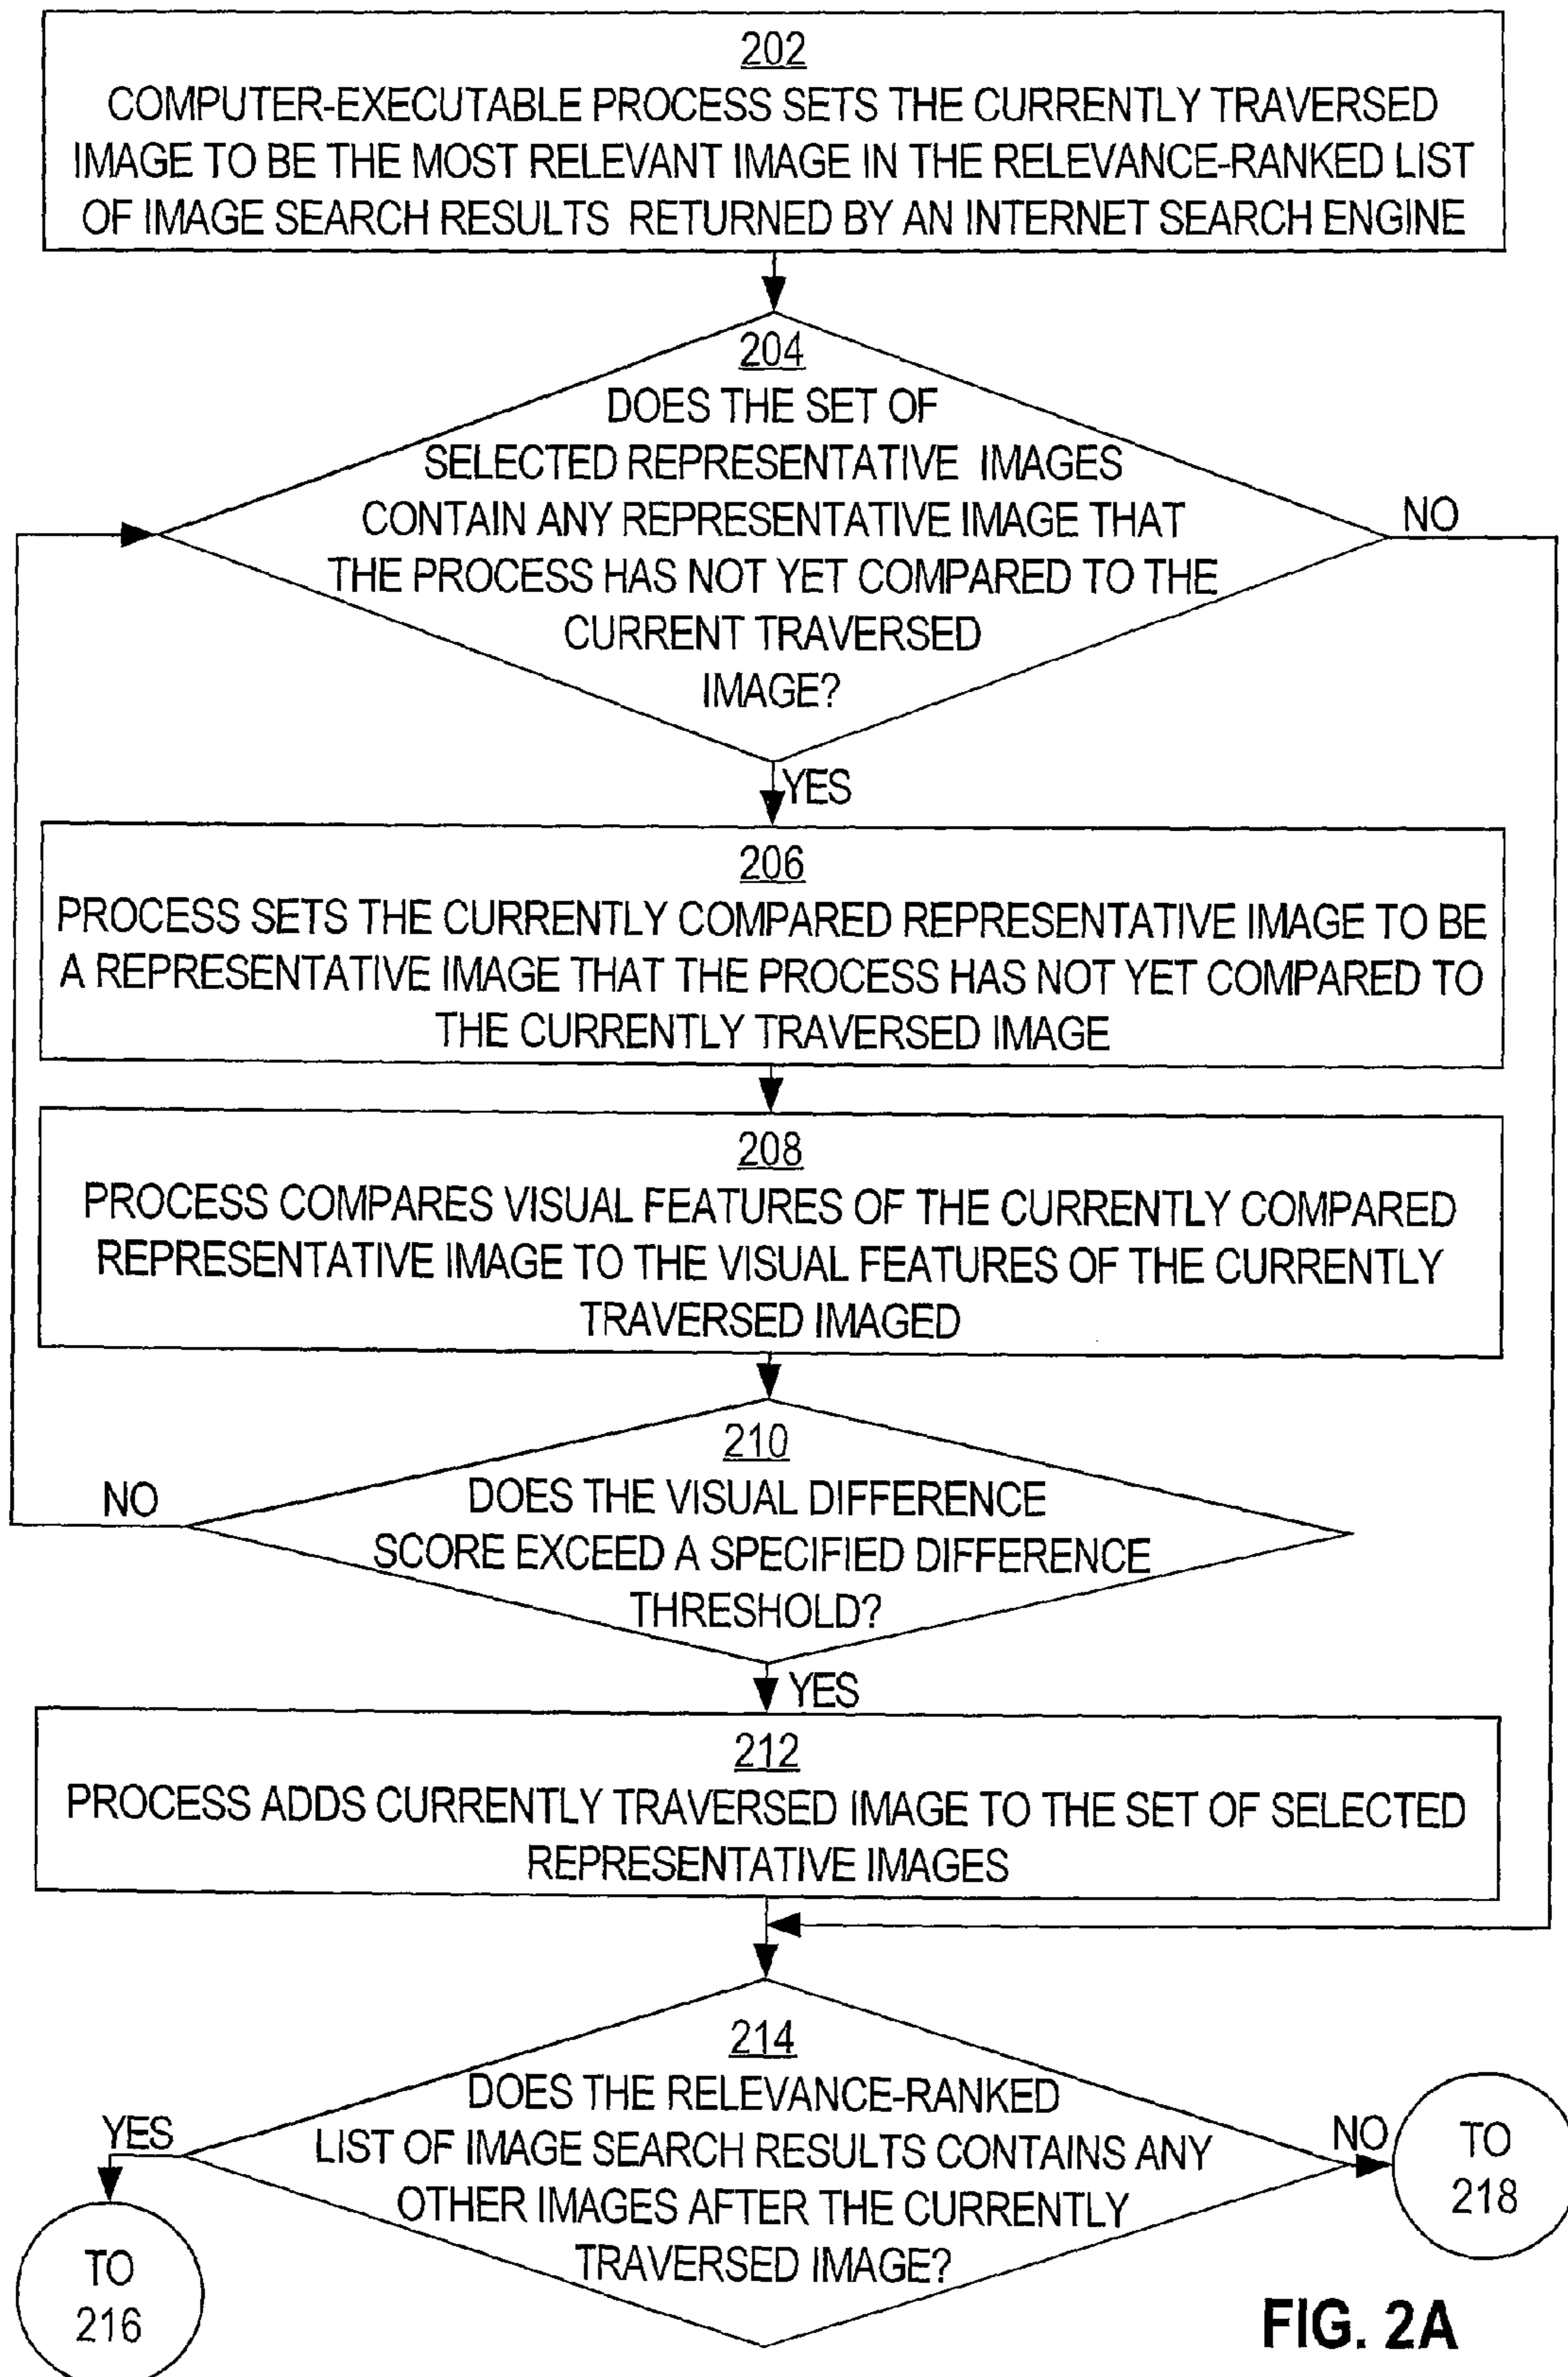 202
COMPUTER-EXECUTABLE PROCESS SETS THE CURRENTLY TRAVERSED
IMAGE TO BE THE MOST RELEVANT IMAGE IN THE RELEVANCE-RANKED LIST
OF IMAGE SEARCH RESULTS RETURNED BY AN INTERNET SEARCH ENGINE
204
DOES THE SET OF
SELECTED REPRESENTATIVE IMAGES
CONTAIN ANY REPRESENTATIVE IMAGE THAT
THE PROCESS HAS NOT YET COMPARED TO THE
CURRENT TRAVERSED
IMAGE?
NO
YES
206
PROCESS SETS THE CURRENTLY COMPARED REPRESENTATIVE IMAGE TO BE
A REPRESENTATIVE IMAGE THAT THE PROCESS HAS NOT YET COMPARED TO
THE CURRENTLY TRAVERSED IMAGE
208
PROCESS COMPARES VISUAL FEATURES OF THE CURRENTLY COMPARED
REPRESENTATIVE IMAGE TO THE VISUAL FEATURES OF THE CURRENTLY
TRAVERSED IMAGED
210
DOES THE VISUAL DIFFERENCE
SCORE EXCEED A SPECIFIED DIFFERENCE
THRESHOLD?
NO
YES
212
PROCESS ADDS CURRENTLY TRAVERSED IMAGE TO THE SET OF SELECTED
REPRESENTATIVE IMAGES
214
DOES THE RELEVANCE-RANKED
LIST OF IMAGE SEARCH RESULTS CONTAINS ANY
OTHER IMAGES AFTER THE CURRENTLY
TRAVERSED IMAGE?
YES
NO
TO
218
TO
216
FIG. 2A